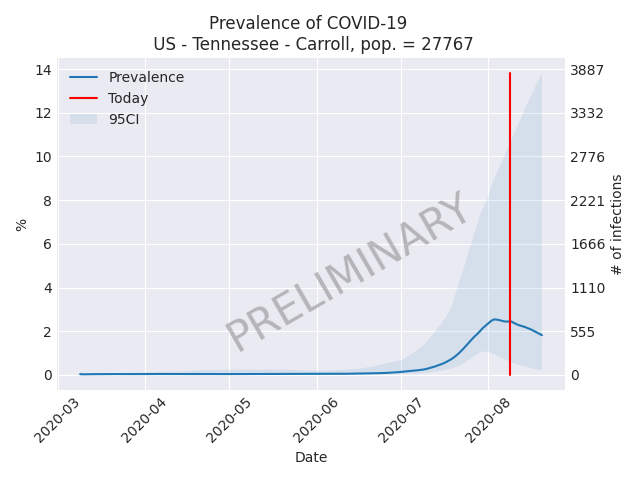 Prevalence of COVID-19
US - Tennessee - Carroll, pop. = 27767
Prevalence
Today
95CI
PRELIMINARY
%
14
12
10
8
6
4
2
0
3887
3332
2776
2221
1666
1110
555
0
# of infections
2020-03
2020-04
2020-05
2020-06
2020-07
2020-08
Date